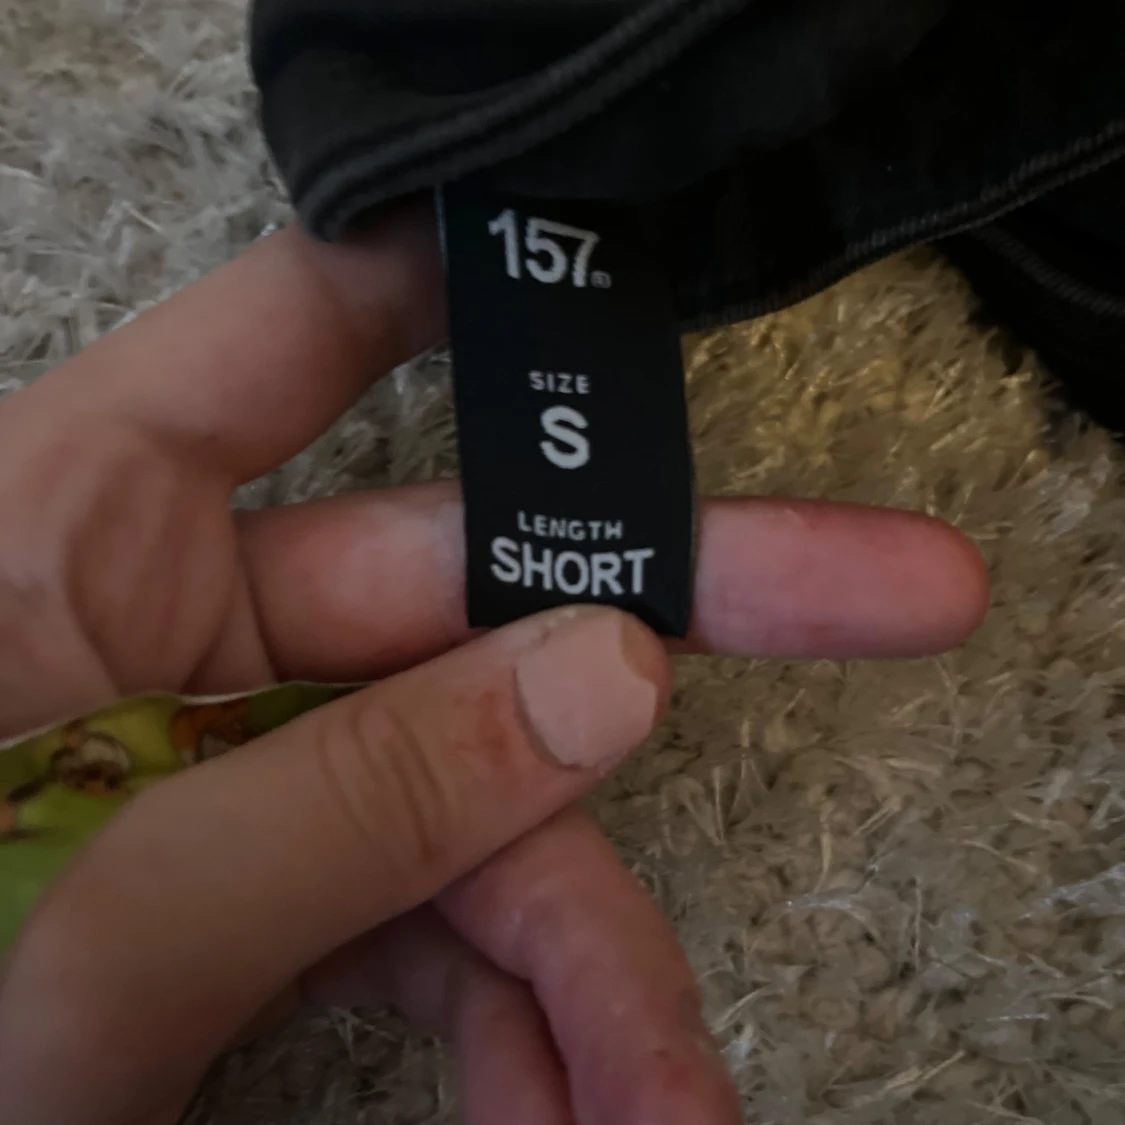 157
SIZE
S
LENGTH
SHORT